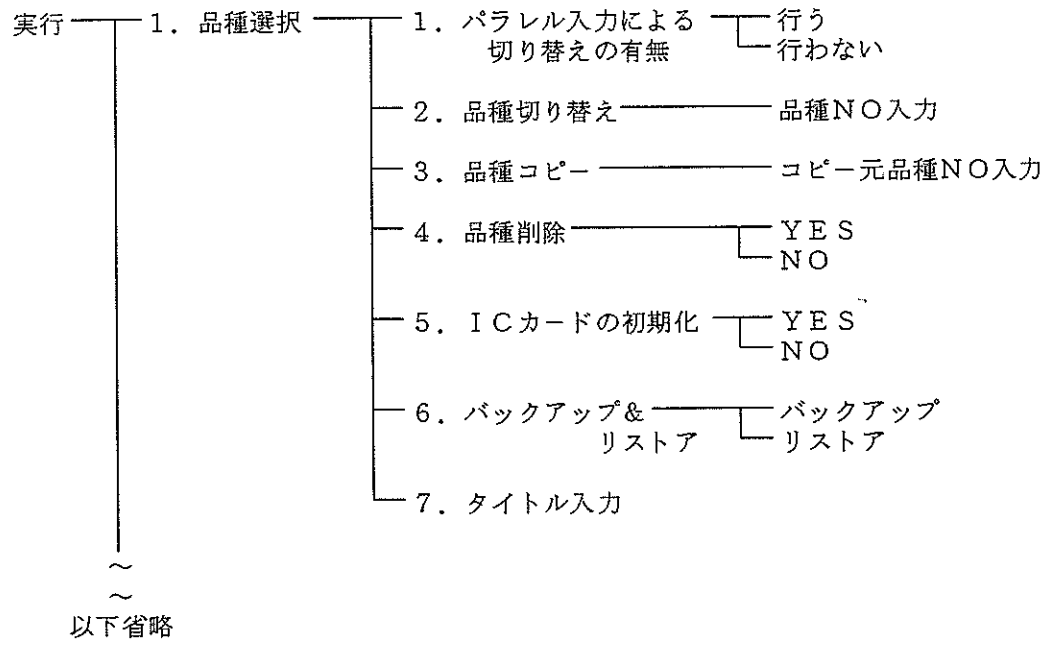 実行 1．品種選択 1．パラレル入力による 行う
切り替えの有無 行わない
2．品種切り替え 品種NO入力
3．品種コピー コピー元品種NO入力
4．品種削除 YES
NO
5．ICカードの初期化 YES
NO
6．バックアップ& バックアップ
リストア リストア
7．タイトル入力
～
～
以下省略